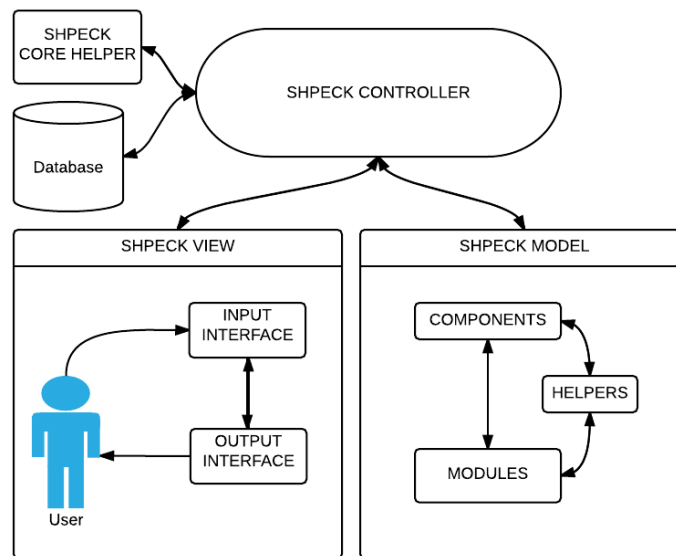 SHPECK
CORE HELPER
SHPECK CONTROLLER
Database
SHPECK VIEW
SHPECK MODEL
INPUT
INTERFACE
COMPONENTS
HELPERS
OUTPUT
INTERFACE
MODULES
User